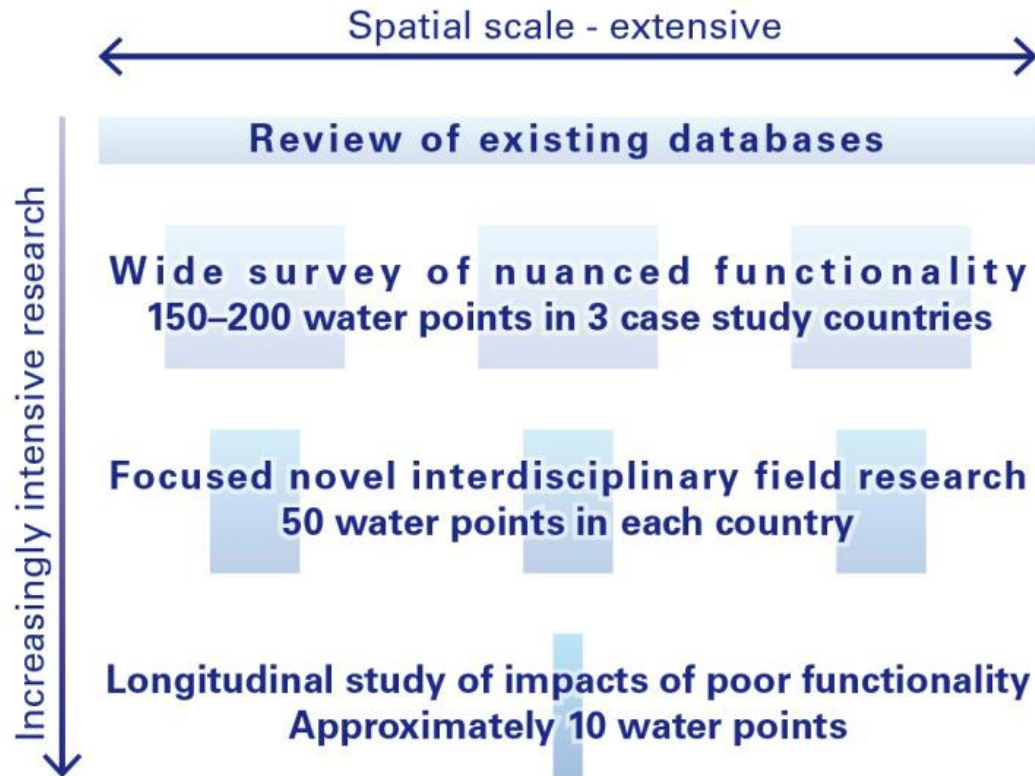 Spatial scale - extensive
Increasingly intensive research
Review of existing databases
Wide survey of nuanced functionality
150–200 water points in 3 case study countries
Focused novel interdisciplinary field research
50 water points in each country
Longitudinal study of impacts of poor functionality
Approximately 10 water points